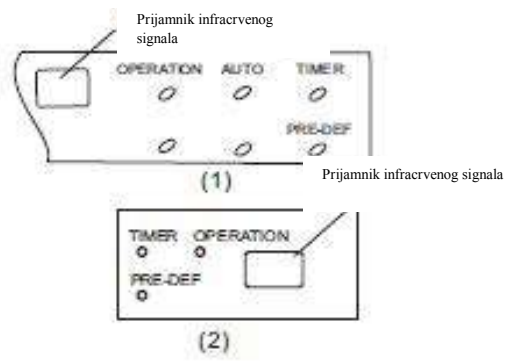 Prijamnik infracrvenog
signala
OPERATION AUTO TIMER
PRE-DEF
(1)
Prijamnik infracrvenog signala
TIMER OPERATION
PRE-DEF
(2)